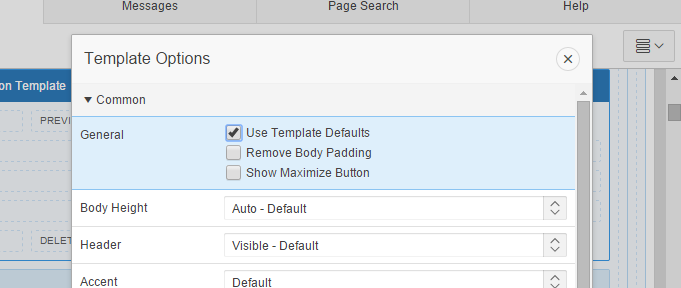 Messages Page Search Help
Template Options
on Template
Common
PREVI
General
Use Template Defaults
Remove Body Padding
Show Maximize Button
Body Height Auto - Default
DELET
Header Visible - Default
Accent Default